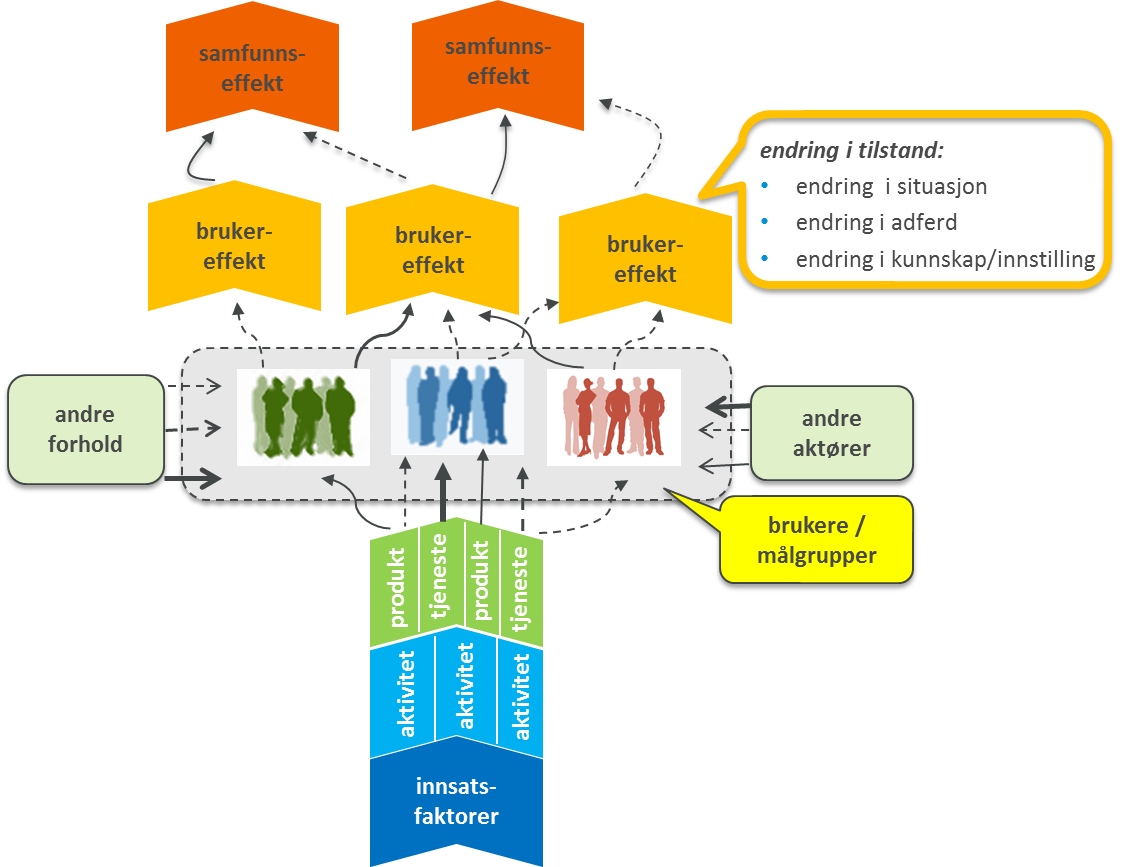 samfunns-
effekt
samfunns-
effekt
endring i tilstand:
• endring i situasjon
• endring i adferd
• endring i kunnskap/innstilling
bruker-
effekt
bruker-
effekt
bruker-
effekt
andre
forhold
andre
aktører
brukere /
målgrupper
produkt
tjeneste
produkt
tjeneste
aktivitet
aktivitet
aktivitet
innsats-
faktorer